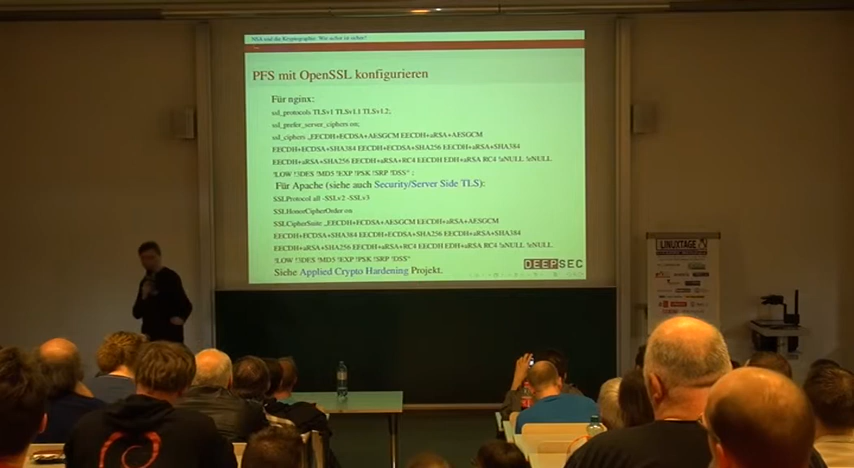 NSA und die Kryptographie: Wie sicher ist sicher?
PFS mit OpenSSL konfigurieren
Für nginx:
ssl_protocols TLSv1 TLSv1.1 TLSv1.2;
ssl_prefer_server_ciphers on;
ssl_ciphers „EECDH+ECDSA+AESGCM EECDH+aRSA+AESGCM
EECDH+ECDSA+SHA384 EECDH+ECDSA+SHA256 EECDH+aRSA+SHA384
EECDH+aRSA+SHA256 EECDH+aRSA+RC4 EECDH EDH+aRSA RC4 !aNULL !eNULL
!LOW !3DES !MD5 !EXP !PSK !SRP !DSS“ ;
Für Apache (siehe auch Security/Server Side TLS):
SSLProtocol all -SSLv2 -SSLv3
SSLHonorCipherOrder on
SSLCipherSuite „EECDH+ECDSA+AESGCM EECDH+aRSA+AESGCM
EECDH+ECDSA+SHA384 EECDH+ECDSA+SHA256 EECDH+aRSA+SHA384
EECDH+aRSA+SHA256 EECDH+aRSA+RC4 EECDH EDH+aRSA RC4 !aNULL !eNULL
!LOW !3DES !MD5 !EXP !PSK !SRP !DSS“
Siehe Applied Crypto Hardening Projekt.
DEEPSEC
LINUXTAGE